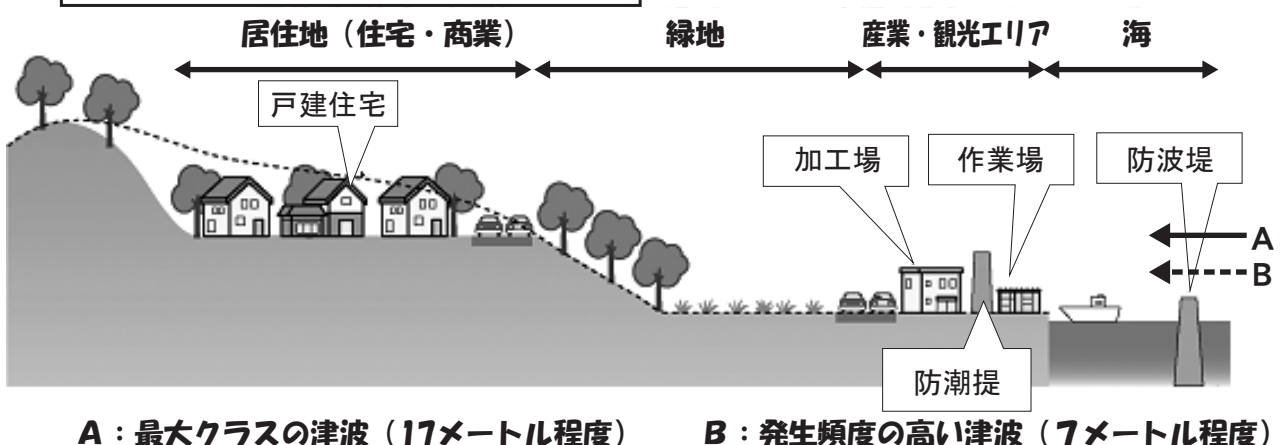 居住地（住宅・商業）
緑地
産業・観光エリア
海
戸建住宅
加工場
作業場
防波堤
A
B
防潮提
A：最大クラスの津波（17メートル程度）
B：発生頻度の高い津波（7メートル程度）